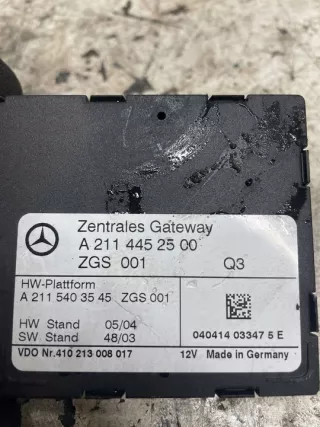 Zentrales Gateway
A 211 445 25 00
ZGS 001 Q3
HW-Plattform
A 211 540 35 45 ZGS 001
HW Stand 05/04
SW Stand 48/03
040414 03347 5 E
VDO Nr.410 213 008 017 12V Made in Germany